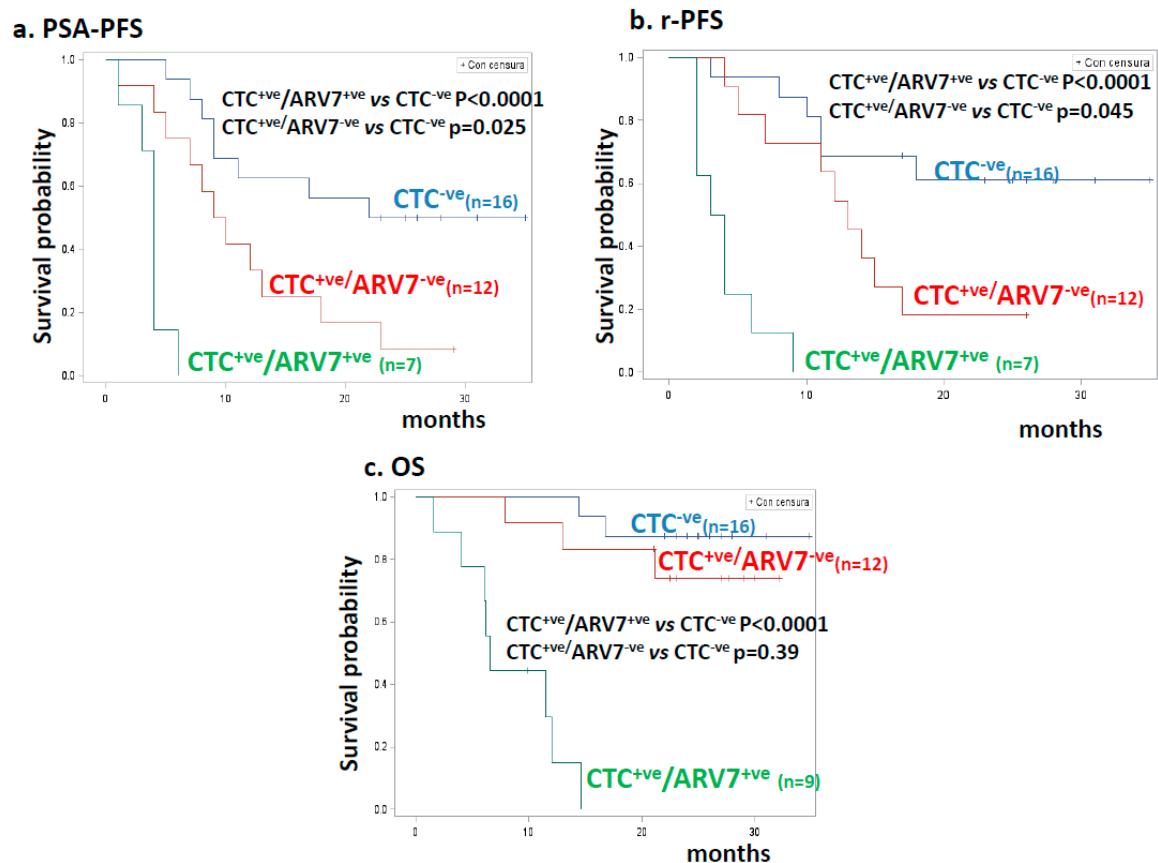 a. PSA-PFS
Survival probability
1.0
0.8
0.6
0.4
0.2
0.0
+ Con censura
CTC+ve/ARV7+ve vs CTC-ve P<0.0001
CTC+ve/ARV7-ve vs CTC-ve p=0.025
CTC-ve(n=16)
CTC+ve/ARV7-ve(n=12)
CTC+ve/ARV7+ve (n=7)
0 10 20 30
months
b. r-PFS
Survival probability
1.0
0.8
0.6
0.4
0.2
0.0
+ Con censura
CTC+ve/ARV7+ve vs CTC-ve P<0.0001
CTC+ve/ARV7-ve vs CTC-ve p=0.045
CTC-ve(n=16)
CTC+ve/ARV7-ve(n=12)
CTC+ve/ARV7+ve (n=7)
0 10 20 30
months
c. OS
Survival probability
1.0
0.8
0.6
0.4
0.2
0.0
+ Con censura
CTC-ve(n=16)
CTC+ve/ARV7-ve(n=12)
CTC+ve/ARV7+ve vs CTC-ve P<0.0001
CTC+ve/ARV7-ve vs CTC-ve p=0.39
CTC+ve/ARV7+ve (n=9)
0 10 20 30
months